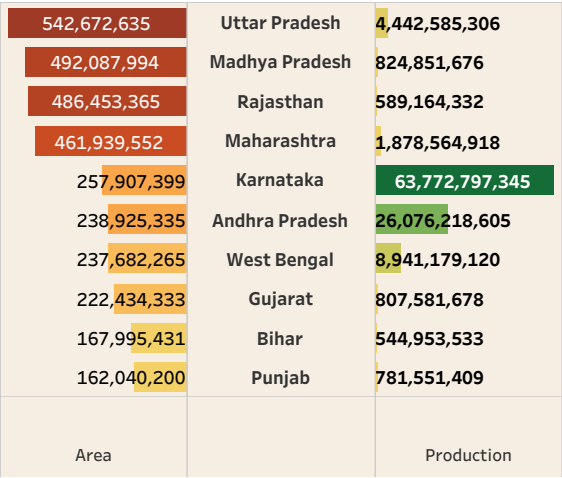 542,672,635 Uttar Pradesh 4,442,585,306
492,087,994 Madhya Pradesh 824,851,676
486,453,365 Rajasthan 589,164,332
461,939,552 Maharashtra 1,878,564,918
257,907,399 Karnataka 63,772,797,345
238,925,335 Andhra Pradesh 26,076,218,605
237,682,265 West Bengal 8,941,179,120
222,434,333 Gujarat 807,581,678
167,995,431 Bihar 544,953,533
162,040,200 Punjab 781,551,409
Area Production